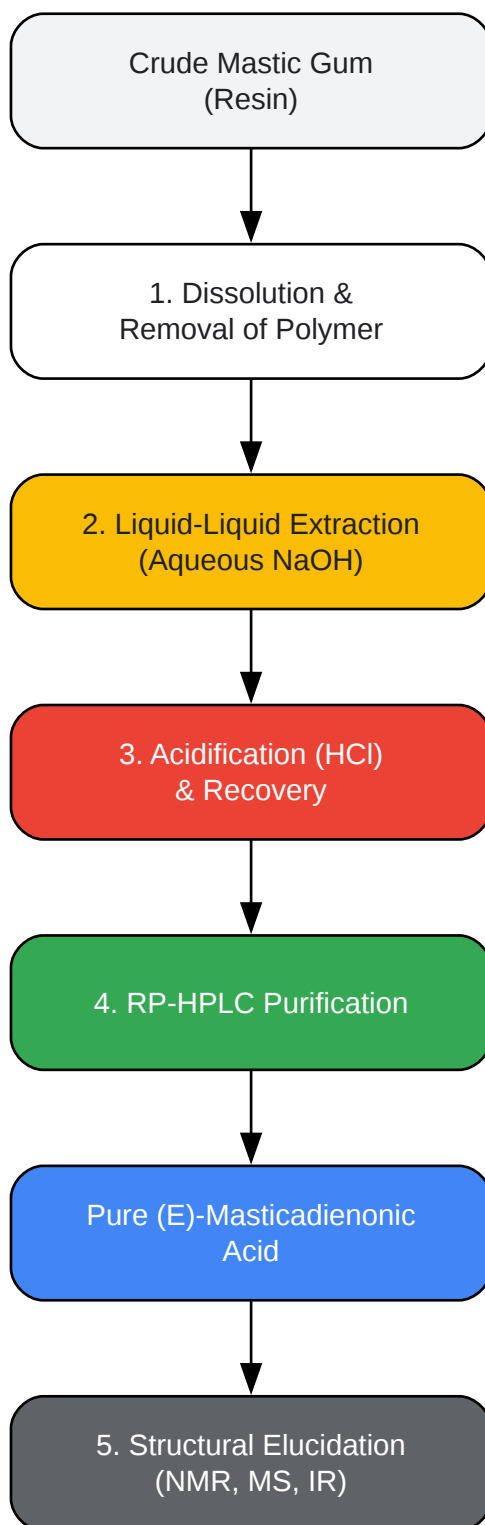 Crude Mastic Gum
(Resin)
1. Dissolution &
Removal of Polymer
2. Liquid-Liquid Extraction
(Aqueous NaOH)
3. Acidification (HCl)
& Recovery
4. RP-HPLC Purification
Pure (E)-Masticadienonic
Acid
5. Structural Elucidation
(NMR, MS, IR)